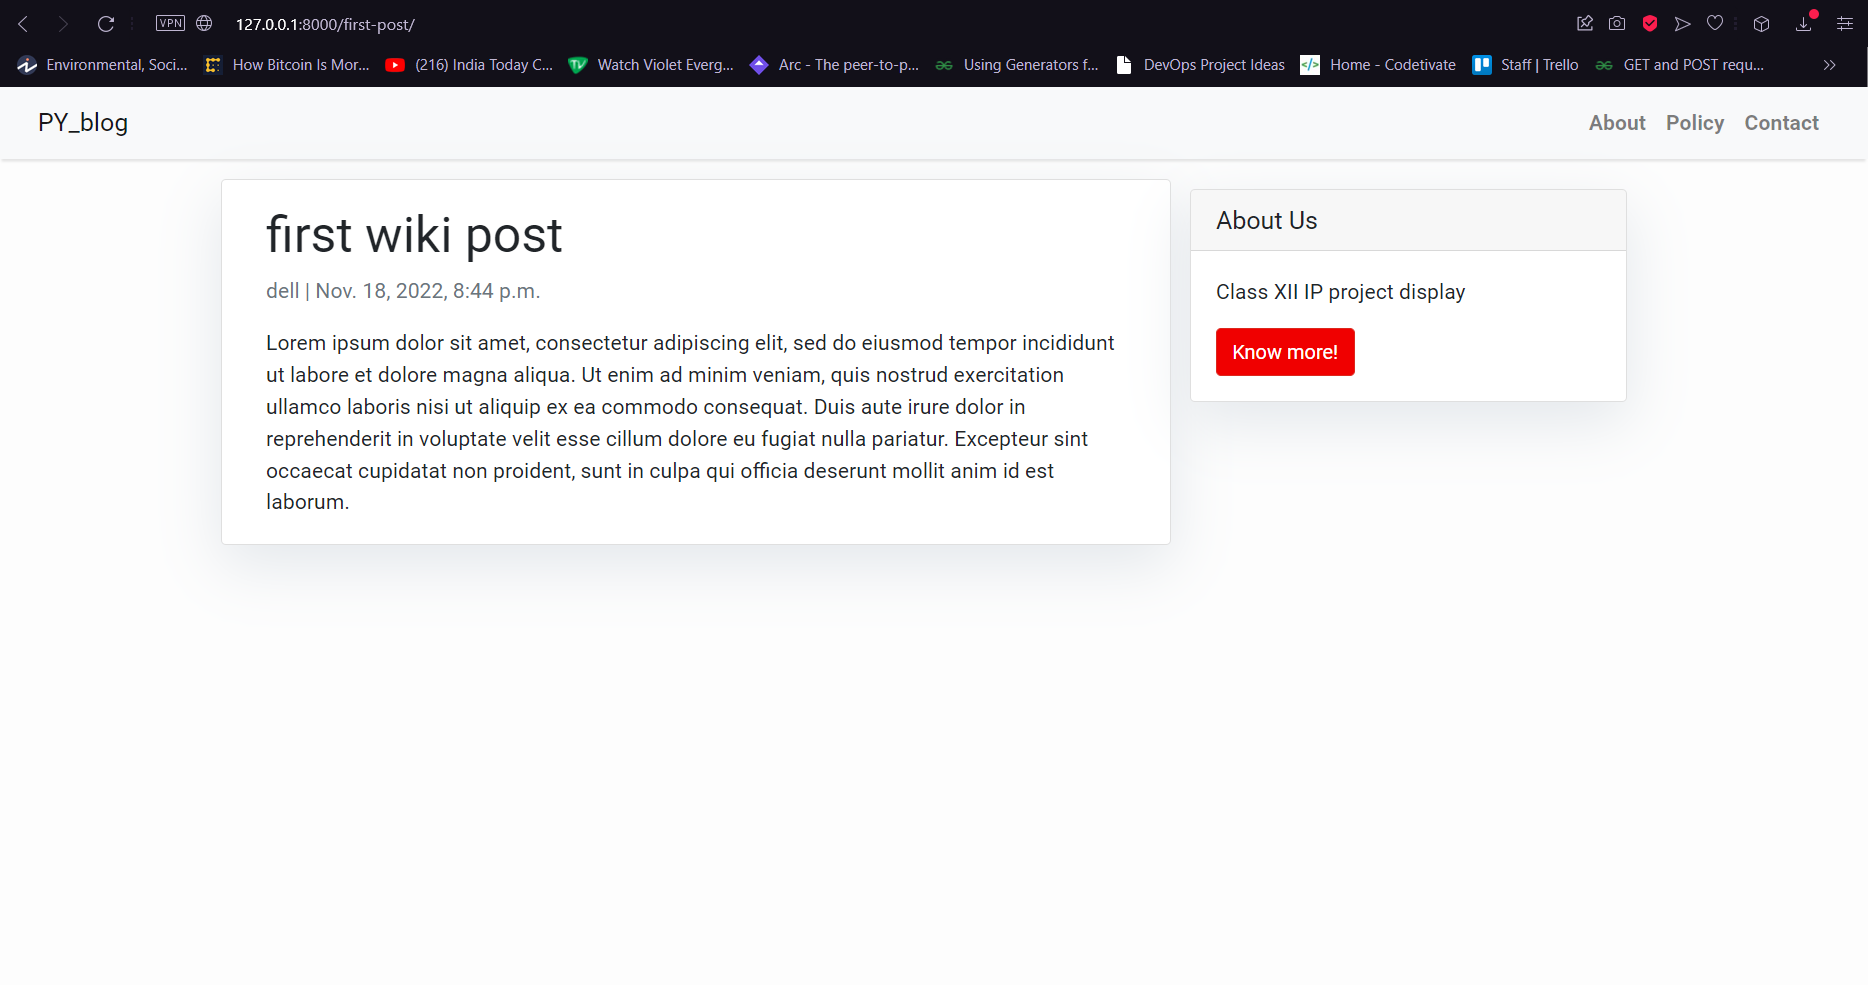 VPN 127.0.0.1:8000/first-post/
Environmental, Soci... How Bitcoin Is Mor... (216) India Today C... TV Watch Violet Everg... Arc - The peer-to-p... Using Generators f... DevOps Project Ideas </> Home - Codetivate Staff | Trello GET and POST requ...
PY_blog About Policy Contact
first wiki post
dell | Nov. 18, 2022, 8:44 p.m.
Lorem ipsum dolor sit amet, consectetur adipiscing elit, sed do eiusmod tempor incididunt
ut labore et dolore magna aliqua. Ut enim ad minim veniam, quis nostrud exercitation
ullamco laboris nisi ut aliquip ex ea commodo consequat. Duis aute irure dolor in
reprehenderit in voluptate velit esse cillum dolore eu fugiat nulla pariatur. Excepteur sint
occaecat cupidatat non proident, sunt in culpa qui officia deserunt mollit anim id est
laborum.
About Us
Class XII IP project display
Know more!